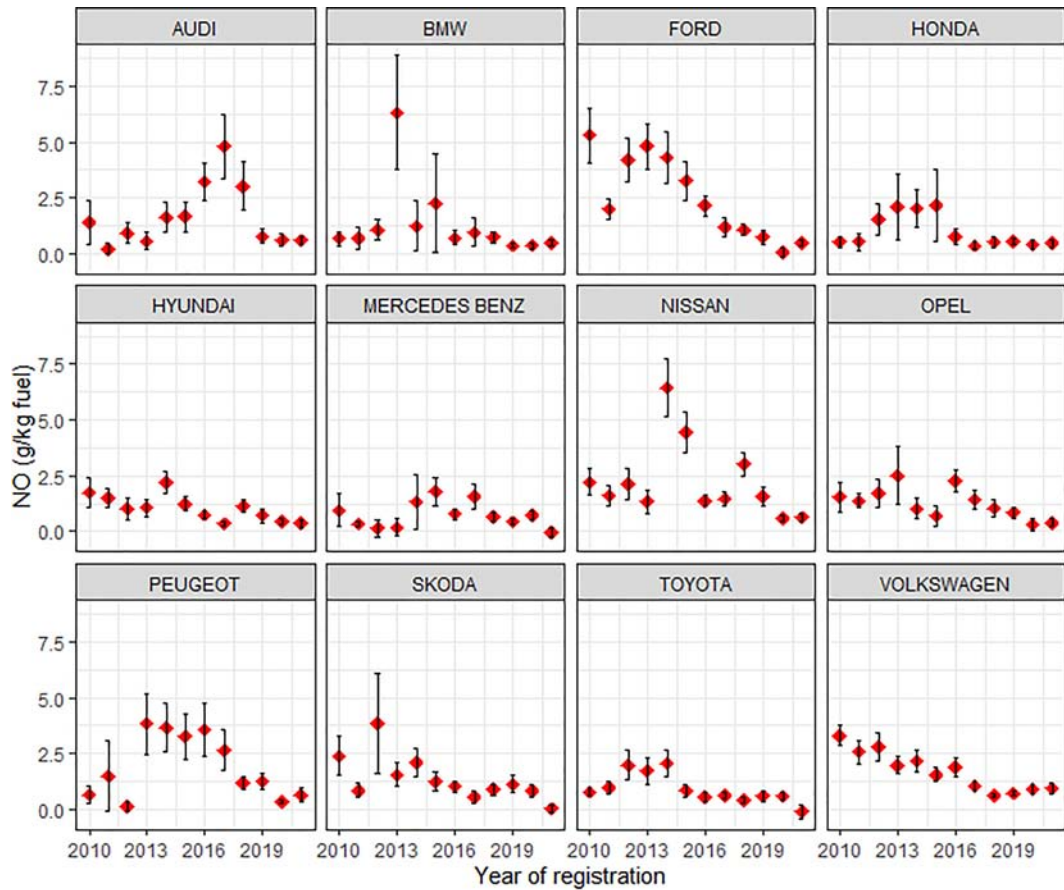 AUDI BMW FORD HONDA
7.5
5.0
2.5
0.0
HYUNDAI MERCEDES BENZ NISSAN OPEL
7.5
5.0
2.5
0.0
NO (g/kg fuel)
PEUGEOT SKODA TOYOTA VOLKSWAGEN
7.5
5.0
2.5
0.0
2010 2013 2016 2019 2010 2013 2016 2019 2010 2013 2016 2019 2010 2013 2016 2019
Year of registration